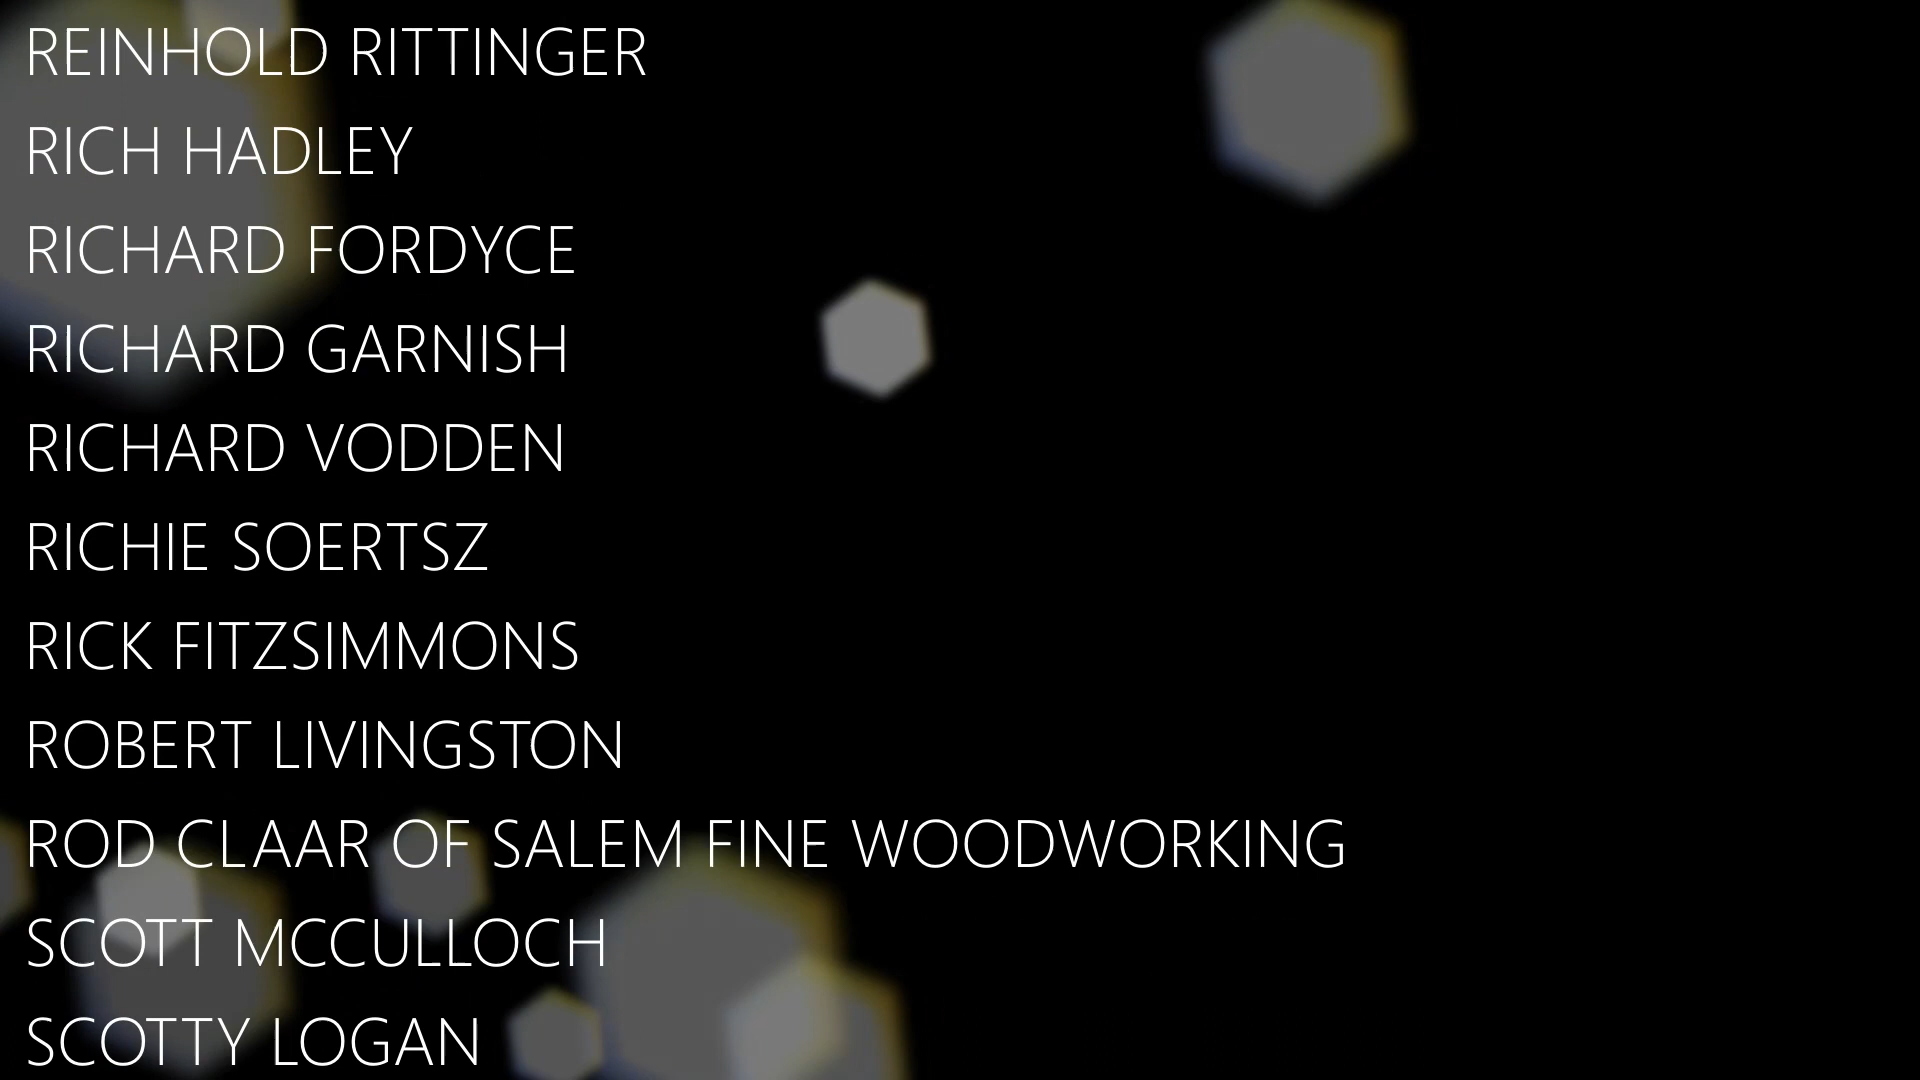 REINHOLD RITTINGER
RICH HADLEY
RICHARD FORDYCE
RICHARD GARNISH
RICHARD VODDEN
RICHIE SOERTSZ
RICK FITZSIMMONS
ROBERT LIVINGSTON
ROD CLAAR OF SALEM FINE WOODWORKING
SCOTT MCCULLOCH
SCOTTY LOGAN